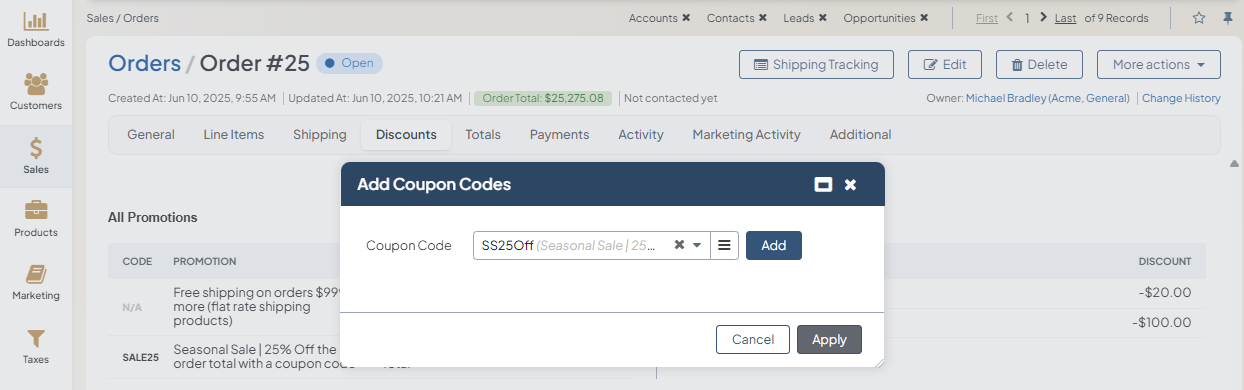 Dashboards
Customers
Sales
Products
Marketing
Taxes
Sales / Orders
Accounts ✖ Contacts ✖ Leads ✖ Opportunities ✖
First 1 Last of 9 Records
Orders / Order #25 Open
Shipping Tracking Edit Delete More actions
Created At: Jun 10, 2025, 9:55 AM Updated At: Jun 10, 2025, 10:21 AM Order Total: $25,275.08 Not contacted yet
Owner: Michael Bradley (Acme, General) Change History
General Line Items Shipping Discounts Totals Payments Activity Marketing Activity Additional
Add Coupon Codes
Coupon Code SS25Off (Seasonal Sale | 25... Add
Cancel Apply
All Promotions
CODE PROMOTION DISCOUNT
N/A Free shipping on orders $99
more (flat rate shipping
products)
-$20.00
SALE25 Seasonal Sale | 25% Off the
order total with a coupon code
-$100.00